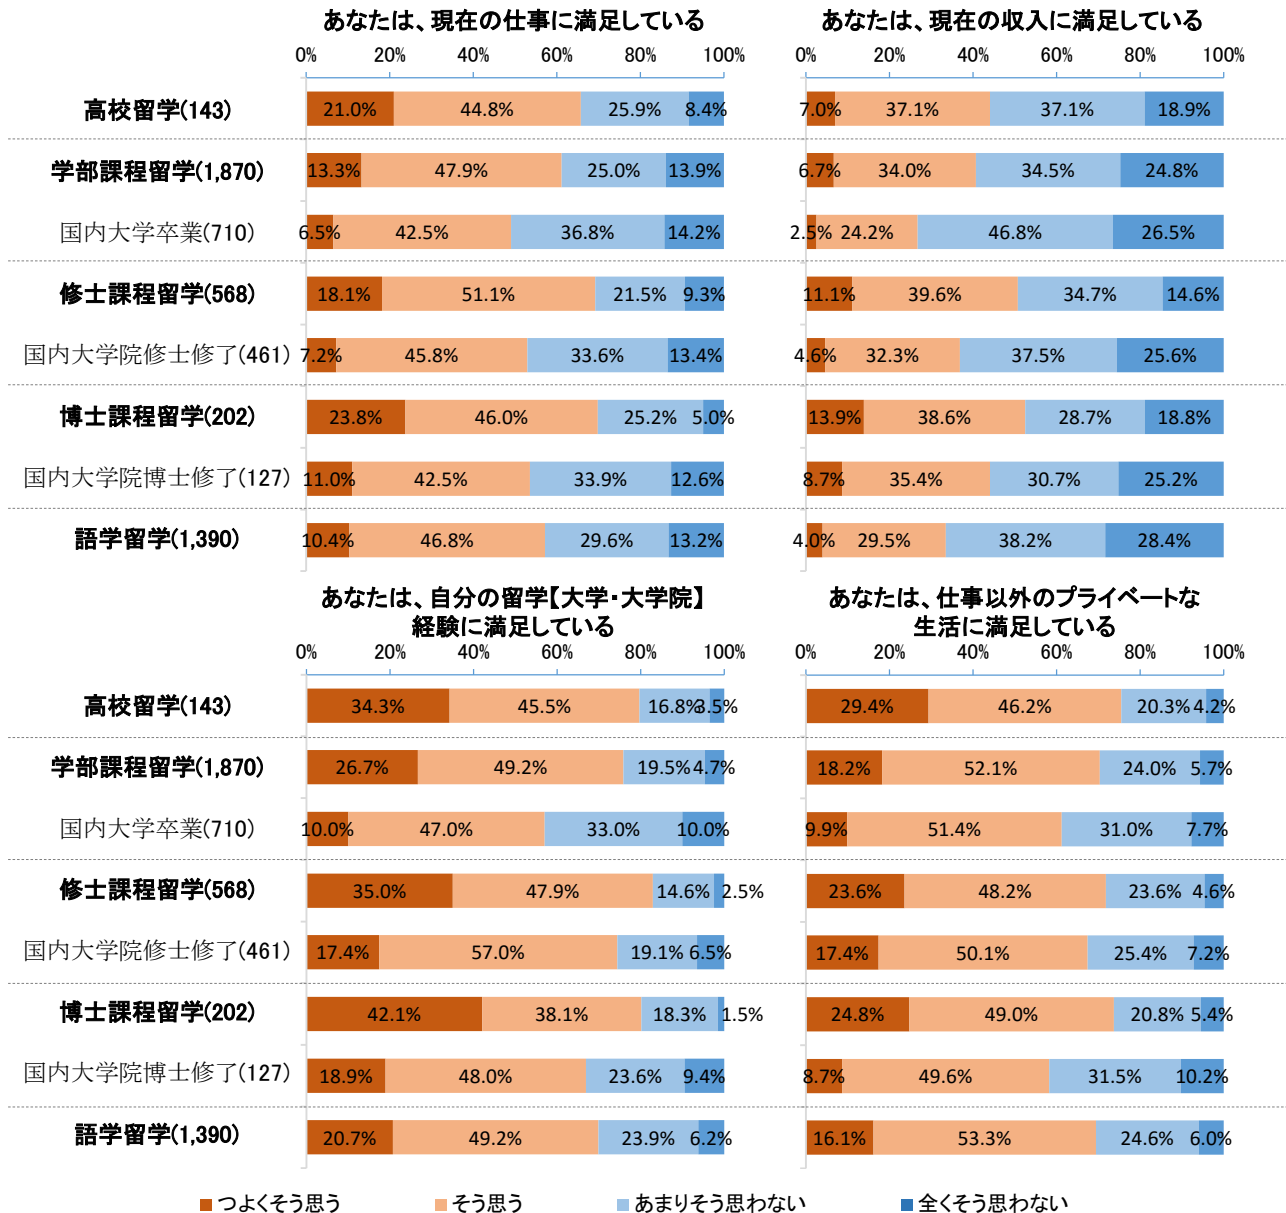 あなたは、現在の仕事に満足している
あなたは、現在の収入に満足している
0% 20% 40% 60% 80% 100%
0% 20% 40% 60% 80% 100%
高校留学(143) 21.0% 44.8% 25.9% 8.4% 7.0% 37.1% 37.1% 18.9%
学部課程留学(1,870) 13.3% 47.9% 25.0% 13.9% 6.7% 34.0% 34.5% 24.8%
国内大学卒業(710) 6.5% 42.5% 36.8% 14.2% 2.5% 24.2% 46.8% 26.5%
修士課程留学(568) 18.1% 51.1% 21.5% 9.3% 11.1% 39.6% 34.7% 14.6%
国内大学院修士修了(461) 7.2% 45.8% 33.6% 13.4% 4.6% 32.3% 37.5% 25.6%
博士課程留学(202) 23.8% 46.0% 25.2% 5.0% 13.9% 38.6% 28.7% 18.8%
国内大学院博士修了(127) 11.0% 42.5% 33.9% 12.6% 8.7% 35.4% 30.7% 25.2%
語学留学(1,390) 10.4% 46.8% 29.6% 13.2% 4.0% 29.5% 38.2% 28.4%
あなたは、自分の留学【大学・大学院】
経験に満足している
あなたは、仕事以外のプライベートな
生活に満足している
0% 20% 40% 60% 80% 100%
0% 20% 40% 60% 80% 100%
高校留学(143) 34.3% 45.5% 16.8% 3.5% 29.4% 46.2% 20.3% 4.2%
学部課程留学(1,870) 26.7% 49.2% 19.5% 4.7% 18.2% 52.1% 24.0% 5.7%
国内大学卒業(710) 10.0% 47.0% 33.0% 10.0% 9.9% 51.4% 31.0% 7.7%
修士課程留学(568) 35.0% 47.9% 14.6% 2.5% 23.6% 48.2% 23.6% 4.6%
国内大学院修士修了(461) 17.4% 57.0% 19.1% 6.5% 17.4% 50.1% 25.4% 7.2%
博士課程留学(202) 42.1% 38.1% 18.3% 1.5% 24.8% 49.0% 20.8% 5.4%
国内大学院博士修了(127) 18.9% 48.0% 23.6% 9.4% 8.7% 49.6% 31.5% 10.2%
語学留学(1,390) 20.7% 49.2% 23.9% 6.2% 16.1% 53.3% 24.6% 6.0%
つよくそう思う そう思う あまりそう思わない 全くそう思わない